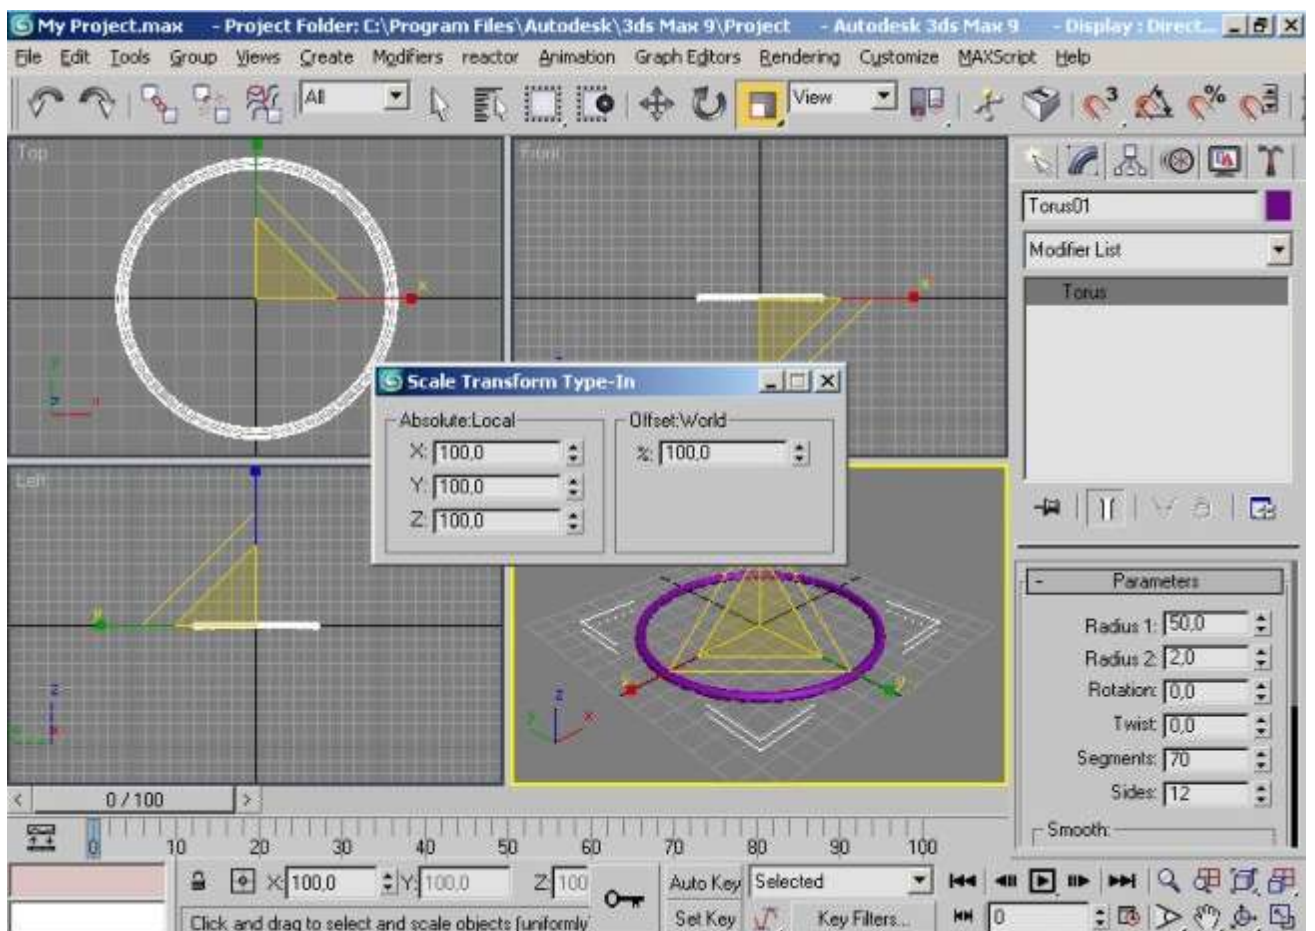 My Project.max - Project Folder: C:\Program Files\Autodesk\3ds Max 9\Project - Autodesk 3ds Max 9 - Display : Direct...
File Edit Tools Group Views Create Modifiers reactor Animation Graph Editors Rendering Customize MAXScript Help
All View 3 %
Top
Front
Torus01
Modifier List
Torus
Scale Transform Type-In
Absolute:Local Offset:World
X: 100,0 %: 100,0
Y: 100,0
Z: 100,0
Left
Parameters
Radius 1: 50,0
Radius 2: 2,0
Rotation: 0,0
Twist: 0,0
Segments: 70
Sides: 12
Smooth:
0 / 100
0 10 20 30 40 50 60 70 80 90 100
X: 100,0 Y: 100,0 Z: 100 Auto Key Selected
Click and drag to select and scale objects (uniformly) Set Key Key Filters... 0